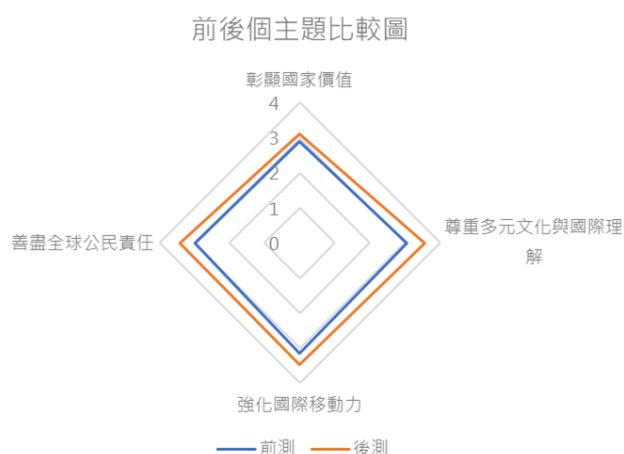 前後個主題比較圖
彰顯國家價值
4
3
2
1
0
尊重多元文化與國際理
解
善盡全球公民責任
強化國際移動力
前測 後測